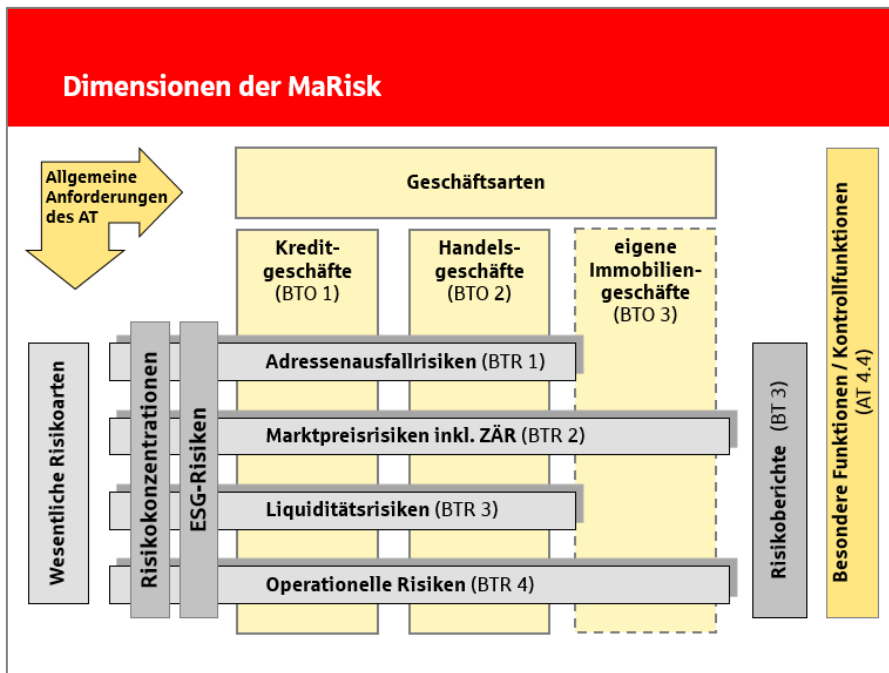 Dimensionen der MaRisk
Allgemeine
Anforderungen
des AT
Geschäftsarten
Kredit-
geschäfte
(BTO 1)
Handels-
geschäfte
(BTO 2)
eigene
Immobilien-
geschäfte
(BTO 3)
Wesentliche Risikoarten
Risikokonzentrationen
ESG-Risiken
Adressenausfallrisiken (BTR 1)
Marktpreisrisiken inkl. ZÄR (BTR 2)
Liquiditätsrisiken (BTR 3)
Operationelle Risiken (BTR 4)
Risikoberichte (BT 3)
Besondere Funktionen / Kontrollfunktionen
(AT 4.4)